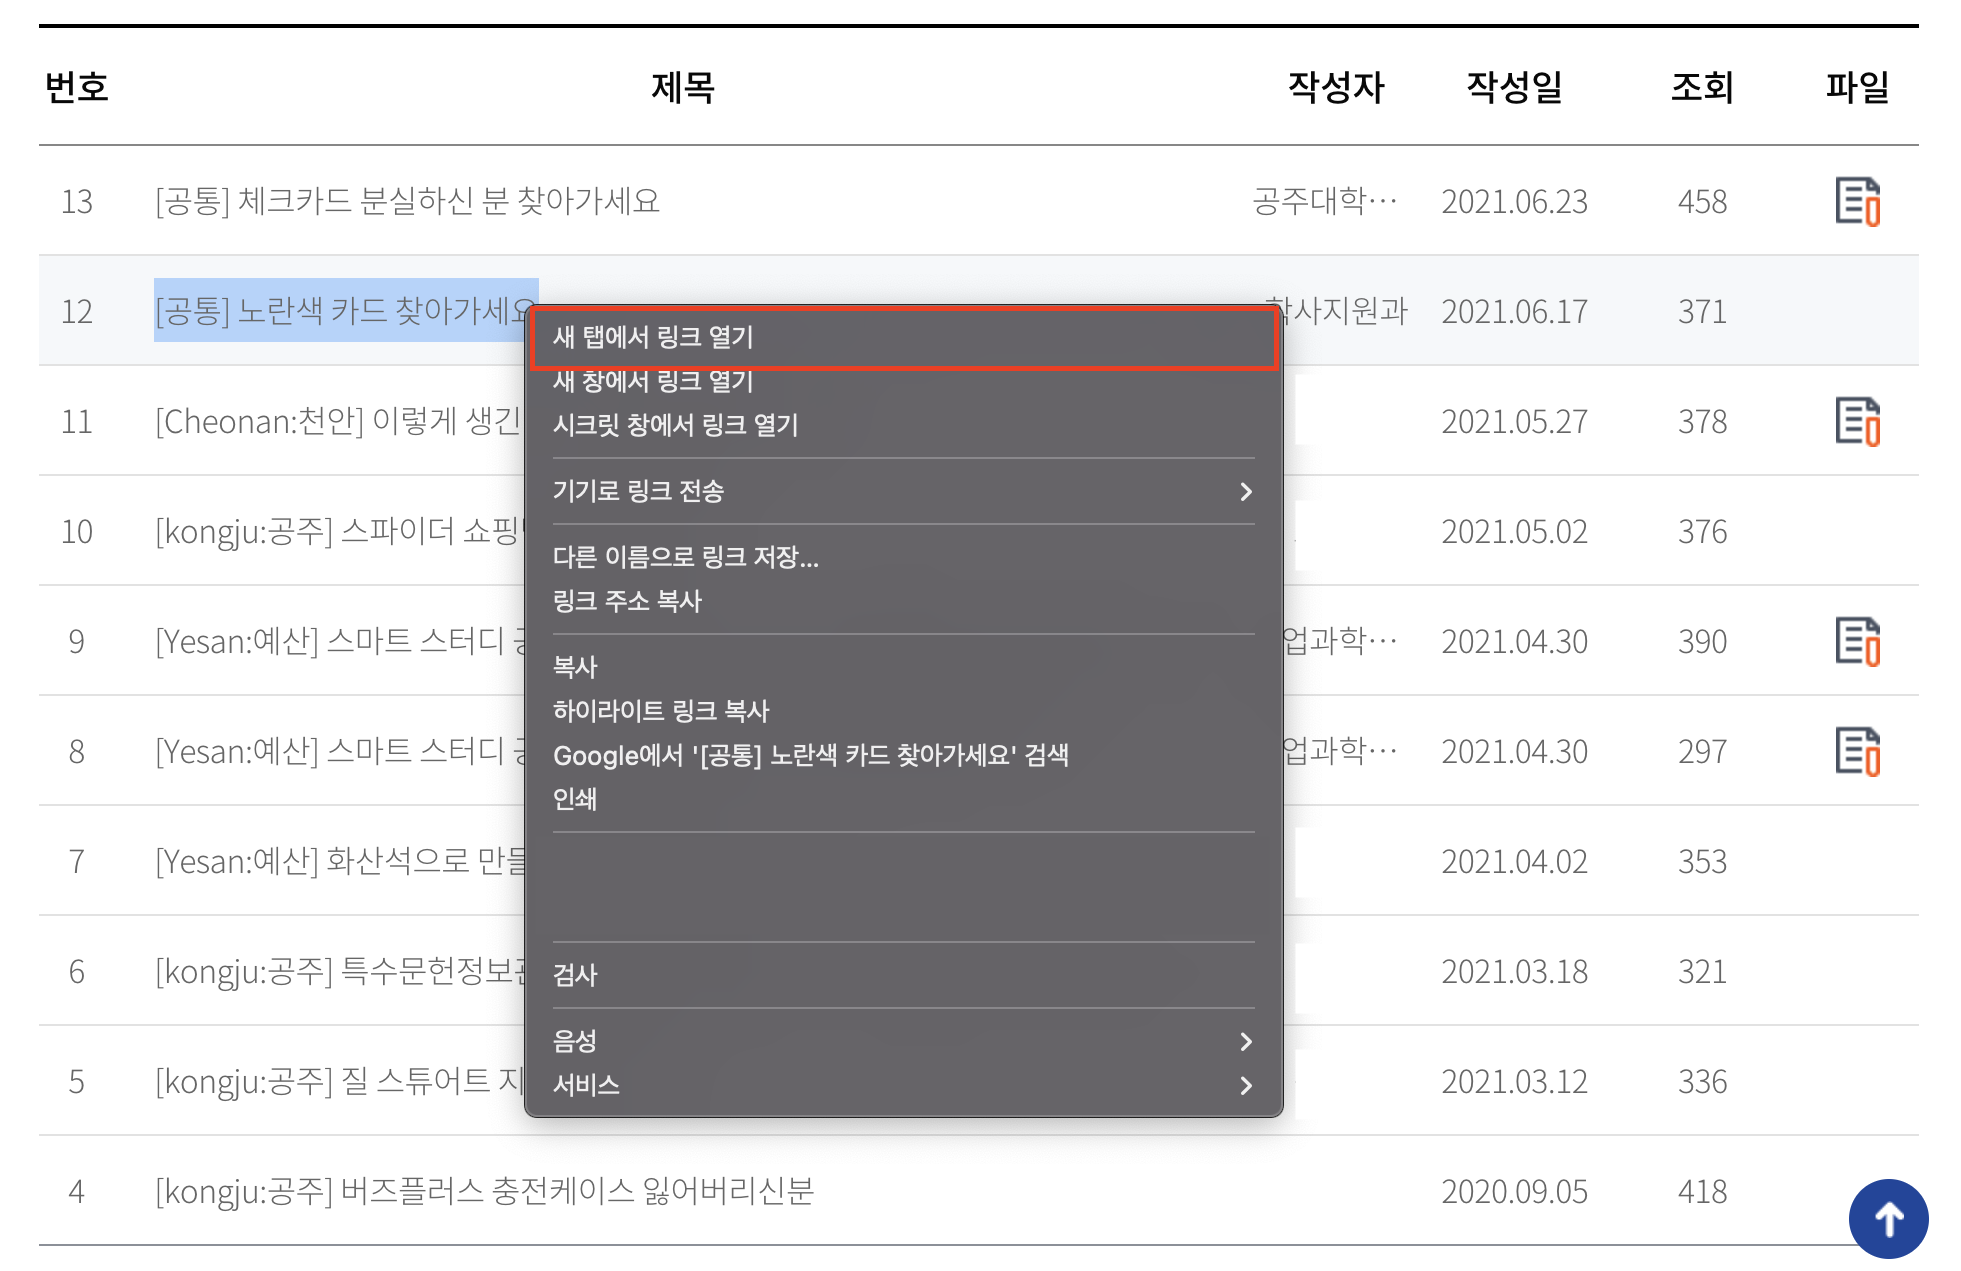 번호 제목 작성자 작성일 조회 파일
13 [공통] 체크카드 분실하신 분 찾아가세요 공주대학… 2021.06.23 458
12 [공통] 노란색 카드 찾아가세요 학사지원과 2021.06.17 371
새 탭에서 링크 열기
새 창에서 링크 열기
11 [Cheonan:천안] 이렇게 생긴 2021.05.27 378
시크릿 창에서 링크 열기
기기로 링크 전송
10 [kongju:공주] 스파이더 쇼핑 2021.05.02 376
다른 이름으로 링크 저장...
링크 주소 복사
9 [Yesan:예산] 스마트 스터디 업과학… 2021.04.30 390
복사
하이라이트 링크 복사
8 [Yesan:예산] 스마트 스터디 업과학… 2021.04.30 297
Google에서 '[공통] 노란색 카드 찾아가세요' 검색
인쇄
7 [Yesan:예산] 화산석으로 만들 2021.04.02 353
6 [kongju:공주] 특수문헌정보관 2021.03.18 321
검사
음성
5 [kongju:공주] 질 스튜어트 지 2021.03.12 336
서비스
4 [kongju:공주] 버즈플러스 충전케이스 잃어버리신분 2020.09.05 418